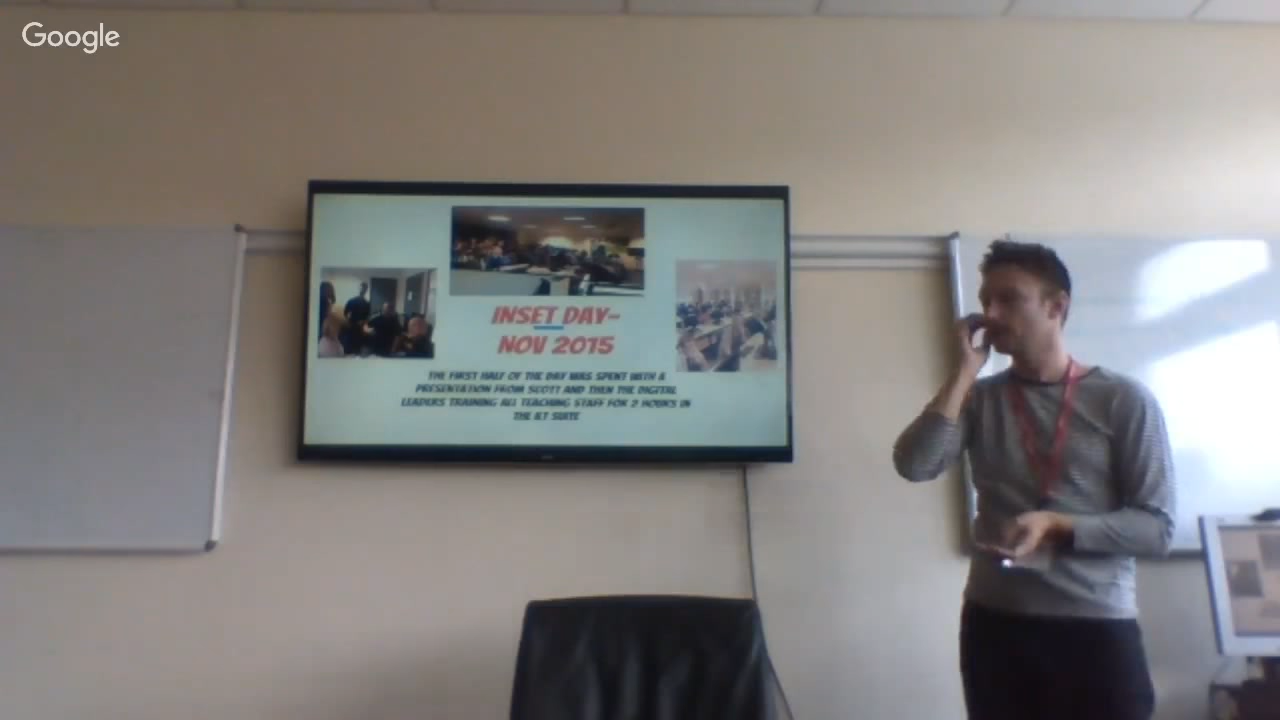 Google
INSET DAY-
NOV 2015
THE FIRST HALF OF THE DAY WAS SPENT WITH A
PRESENTATION FROM SCOTT AND THEN THE DIGITAL
LEADERS TRAINING ALL TEACHING STAFF FOR 2 HOURS IN
THE ILT SUITE